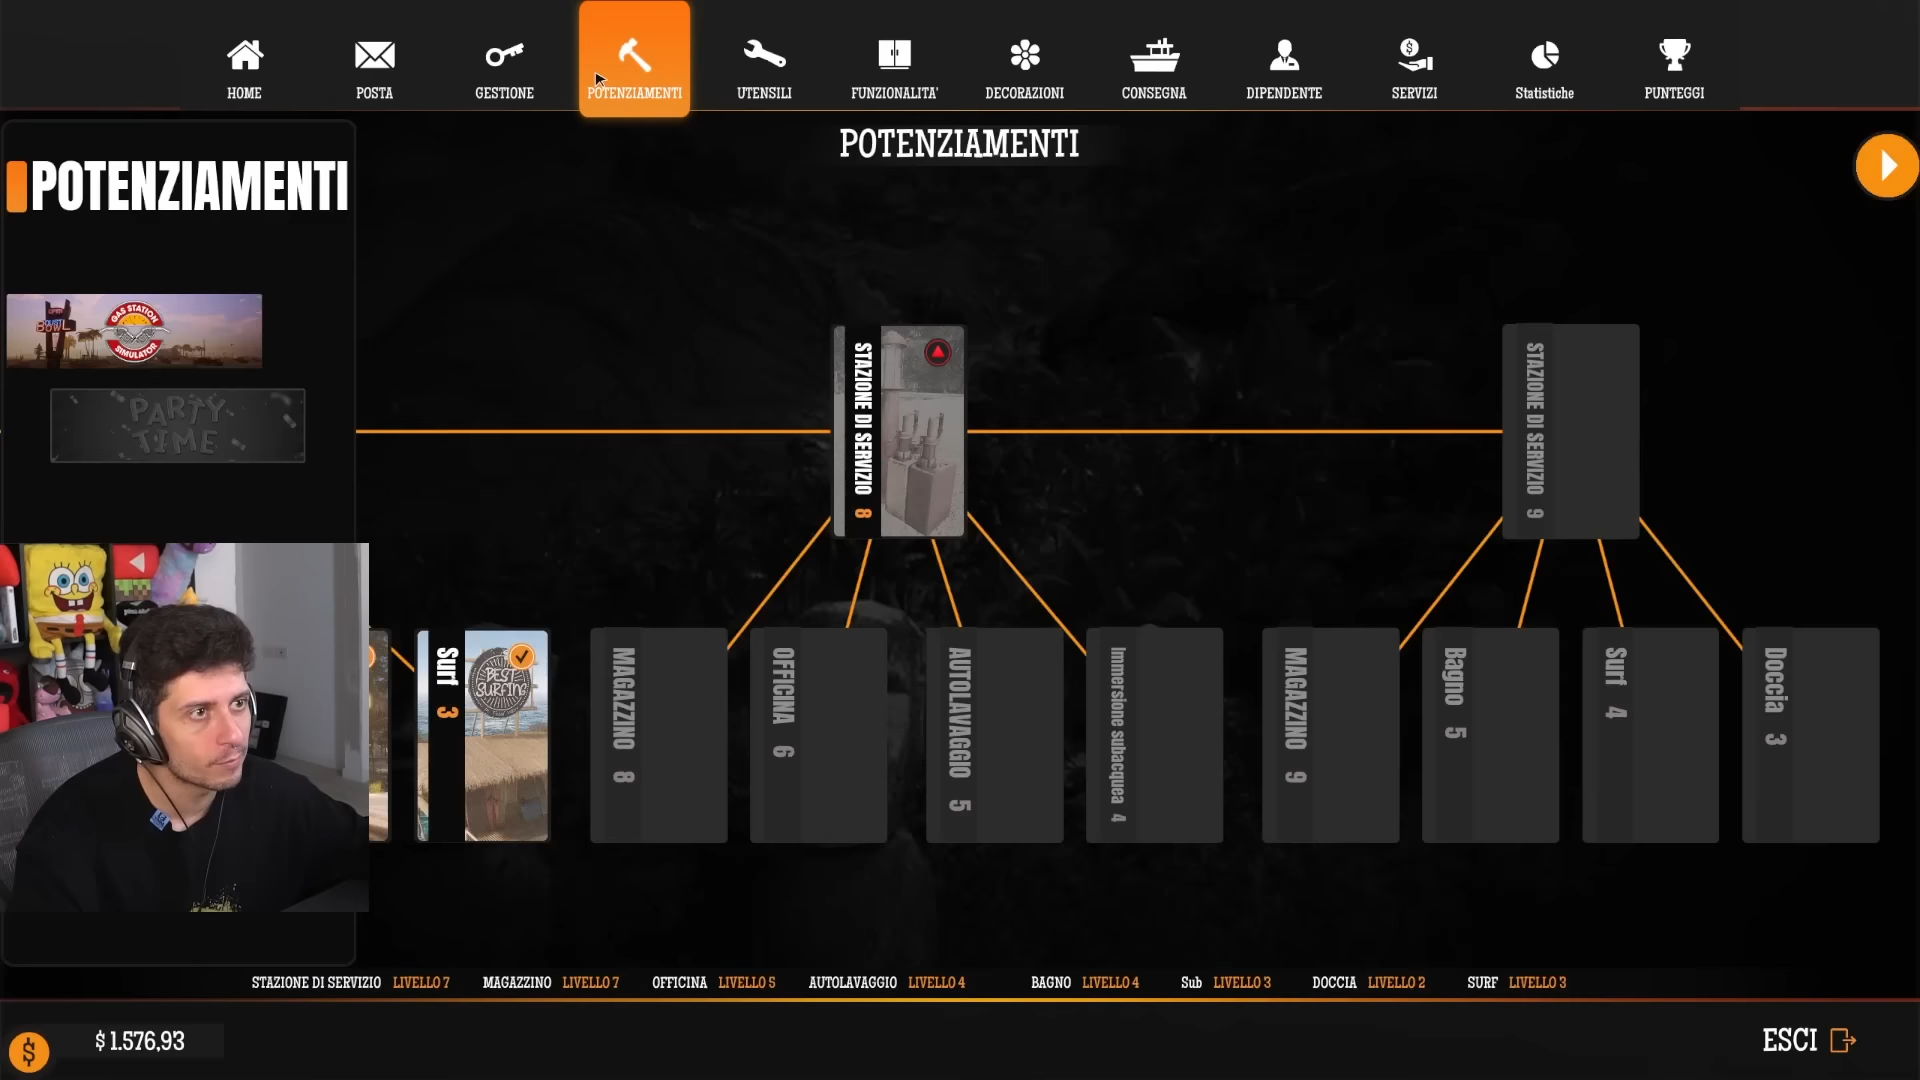 HOME
POSTA
GESTIONE
POTENZIAMENTI
UTENSILI
FUNZIONALITA'
DECORAZIONI
CONSEGNA
DIPENDENTE
SERVIZI
Statistiche
PUNTEGGI
POTENZIAMENTI
POTENZIAMENTI
OPEN
DUST BOWL
GAS STATION
SIMULATOR
PARTY
TIME
STAZIONE DI SERVIZIO 8
STAZIONE DI SERVIZIO 9
Surf 3
BEST
SURFING
MAGAZZINO 8
OFFICINA 6
AUTOLAVAGGIO 5
Immersione subacquea 4
MAGAZZINO 9
Bagno 5
Surf 4
Doccia 3
STAZIONE DI SERVIZIO LIVELLO 7 MAGAZZINO LIVELLO 7 OFFICINA LIVELLO 5 AUTOLAVAGGIO LIVELLO 4 BAGNO LIVELLO 4 Sub LIVELLO 3 DOCCIA LIVELLO 2 SURF LIVELLO 3
$ 1.576,93
ESCI